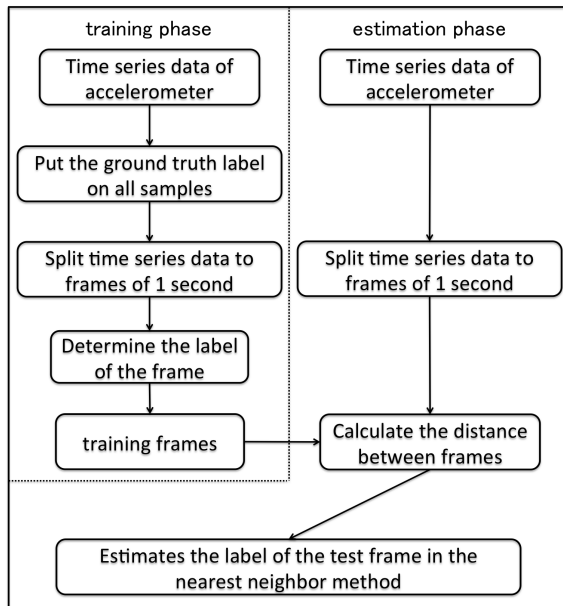 training phase
Time series data of
accelerometer
Put the ground truth label
on all samples
Split time series data to
frames of 1 second
Determine the label
of the frame
training frames
estimation phase
Time series data of
accelerometer
Split time series data to
frames of 1 second
Calculate the distance
between frames
Estimates the label of the test frame in the
nearest neighbor method